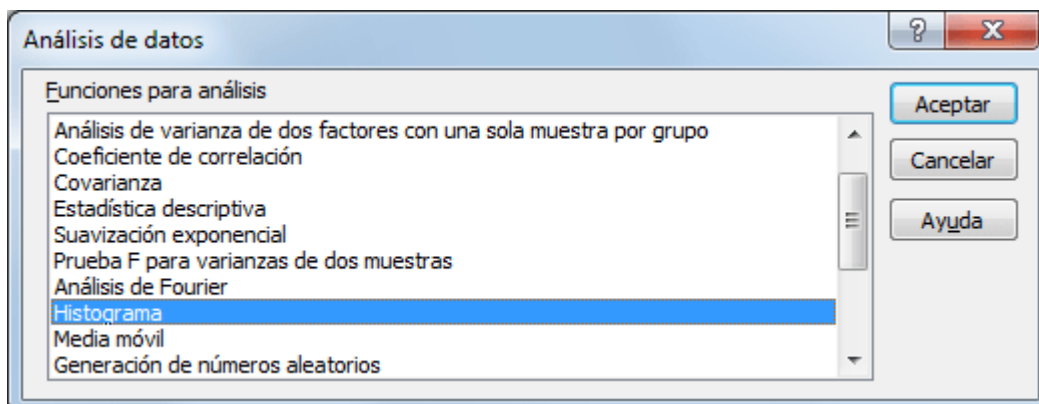 Análisis de datos
Funciones para análisis
Análisis de varianza de dos factores con una sola muestra por grupo
Coeficiente de correlación
Covarianza
Estadística descriptiva
Suavización exponencial
Prueba F para varianzas de dos muestras
Análisis de Fourier
Histograma
Media móvil
Generación de números aleatorios
Aceptar
Cancelar
Ayuda